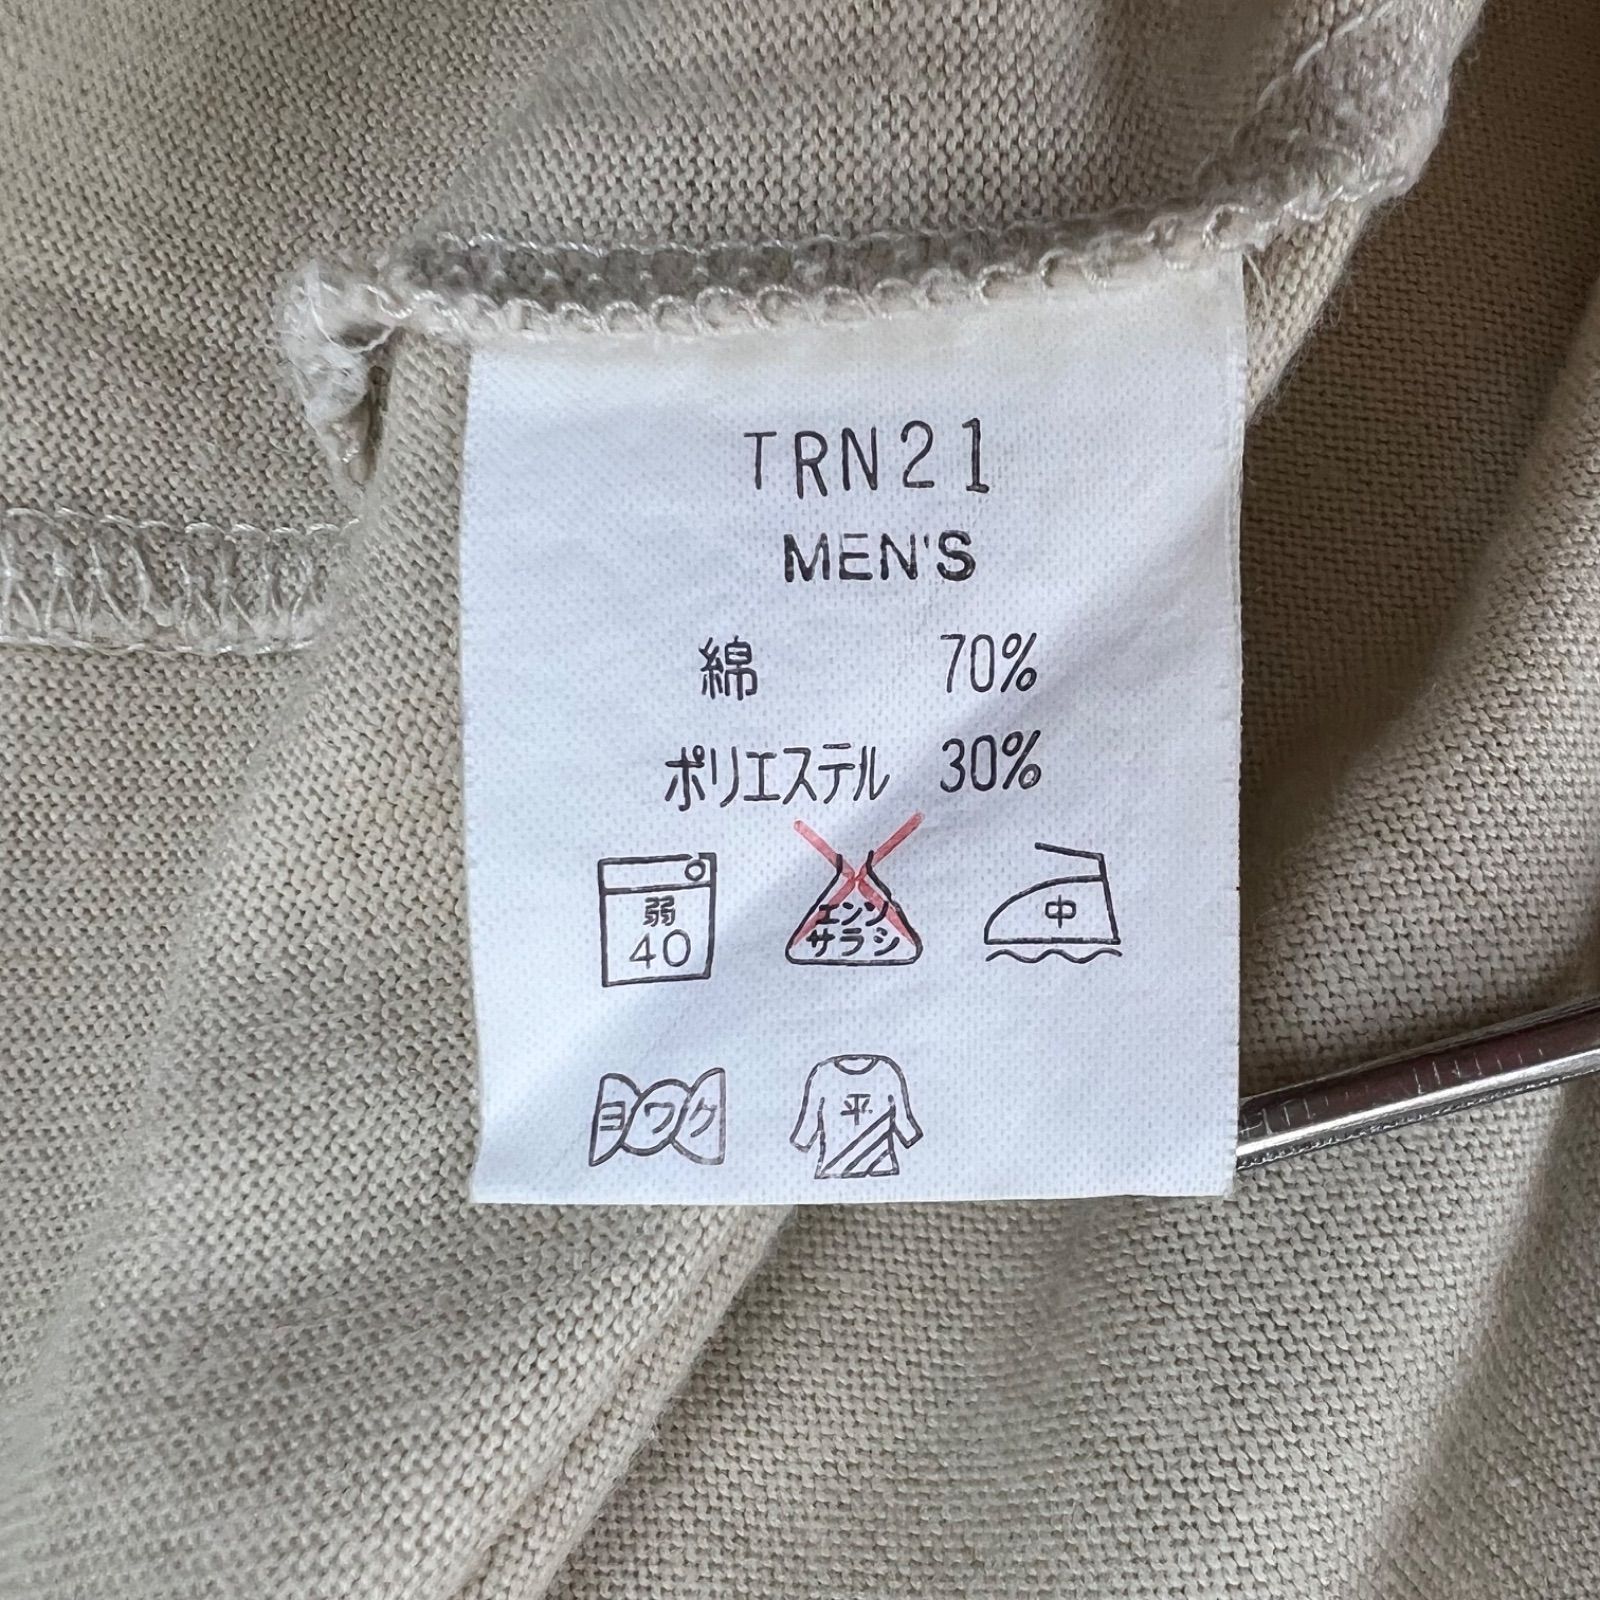 TRN21
MEN'S
綿 70%
ポリエステル 30%
弱
40
エンソ
サラシ
中
ヨワク
平